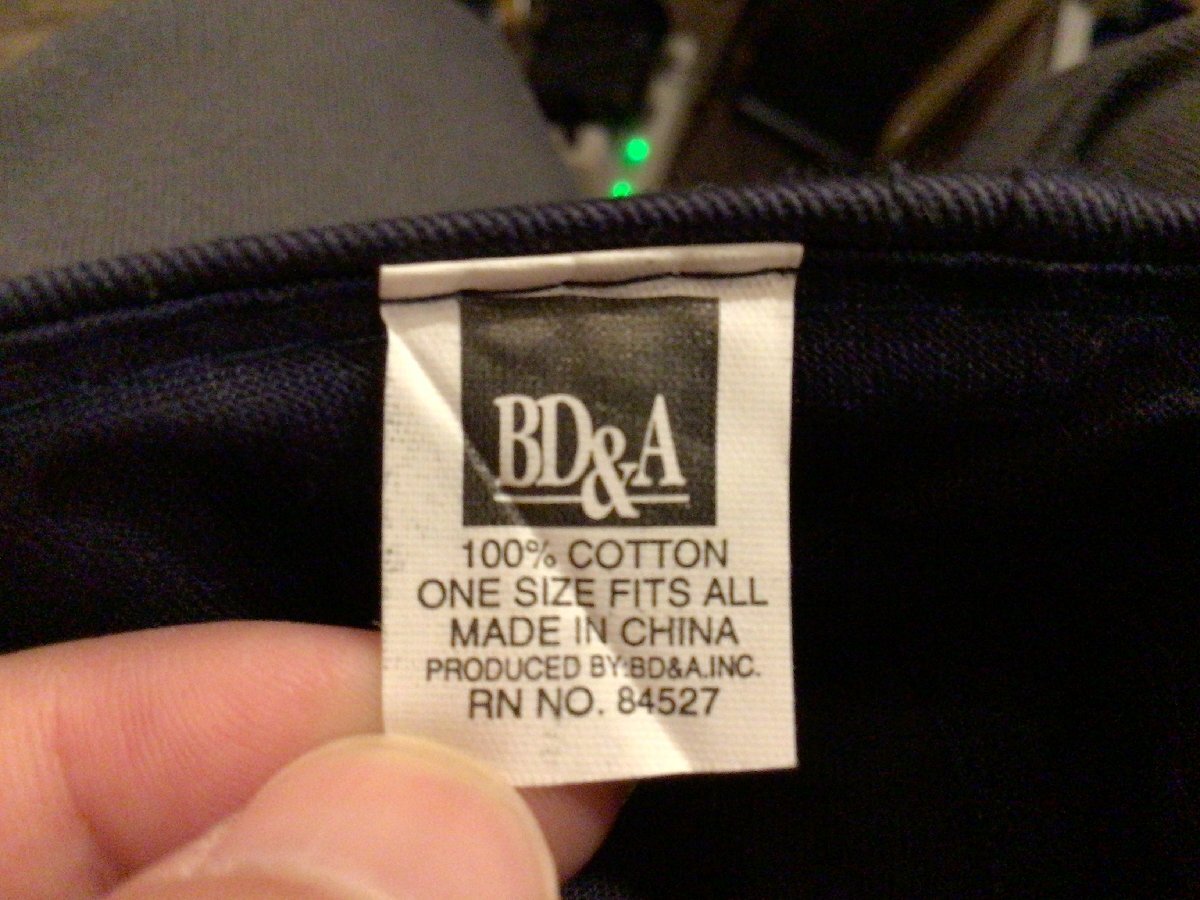 BD&A
100% COTTON
ONE SIZE FITS ALL
MADE IN CHINA
PRODUCED BY:BD&A.INC.
RN NO. 84527